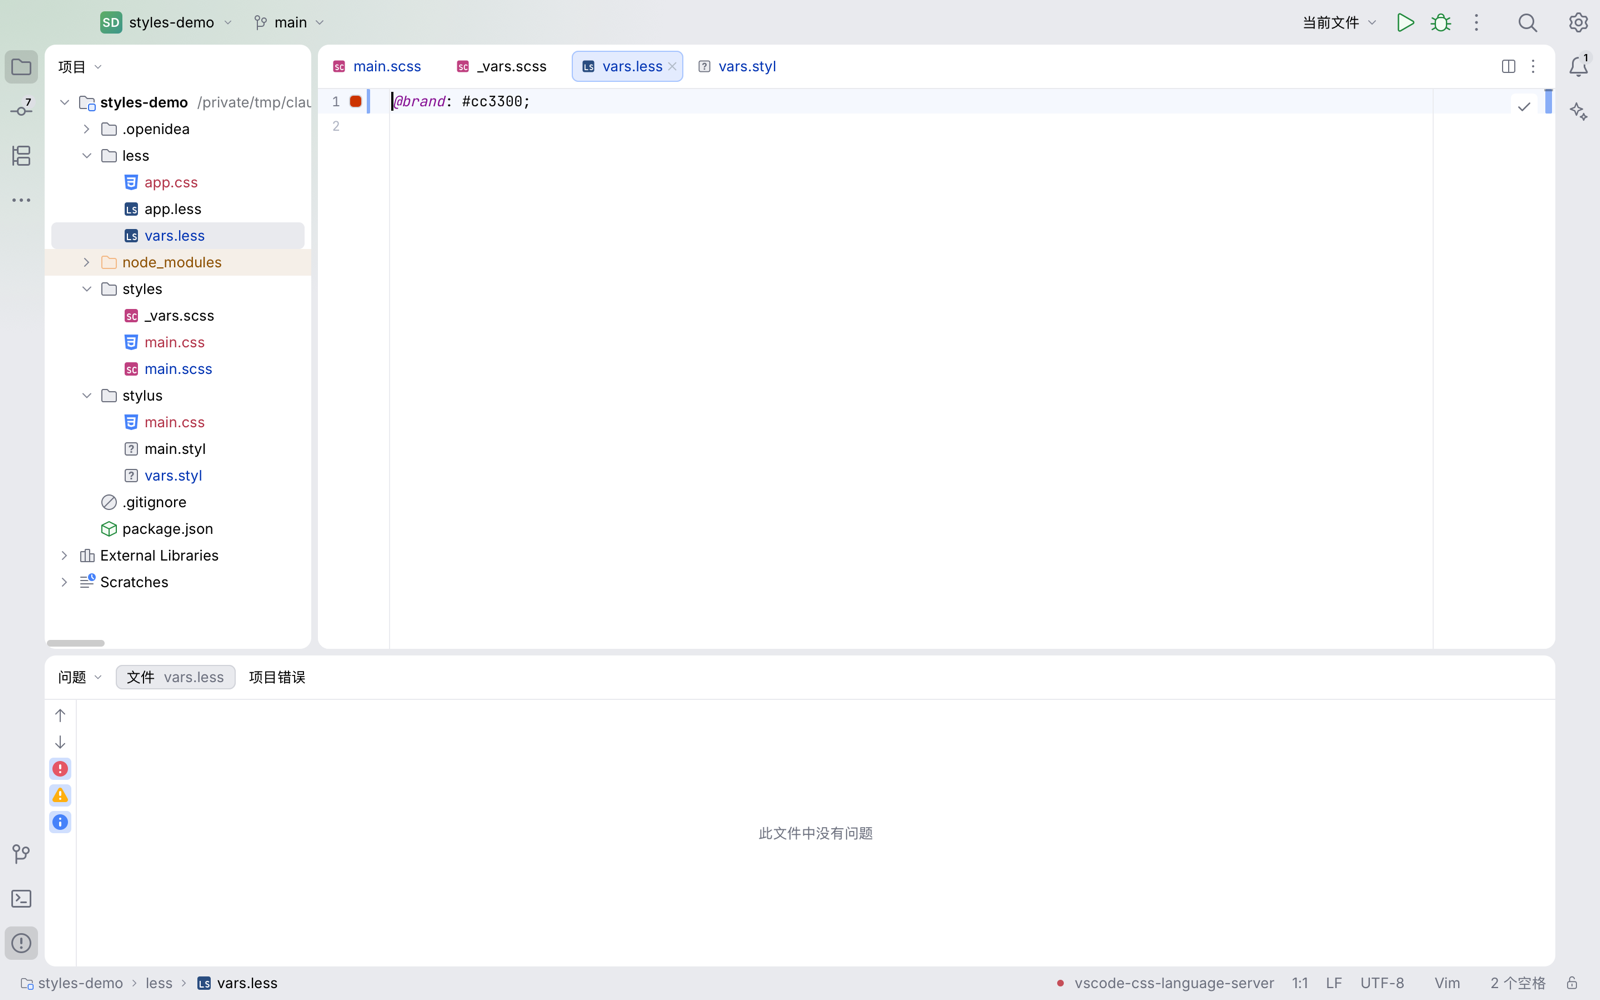 SD styles-demo main 当前文件
项目
main.scss _vars.scss vars.less vars.styl
1
7
styles-demo /private/tmp/clau
1 @brand: #cc3300;
2
.openidea
less
app.css
app.less
vars.less
node_modules
styles
_vars.scss
main.css
main.scss
stylus
main.css
main.styl
vars.styl
.gitignore
package.json
External Libraries
Scratches
问题 文件 vars.less 项目错误
此文件中没有问题
styles-demo › less › vars.less
vscode-css-language-server 1:1 LF UTF-8 Vim 2 个空格